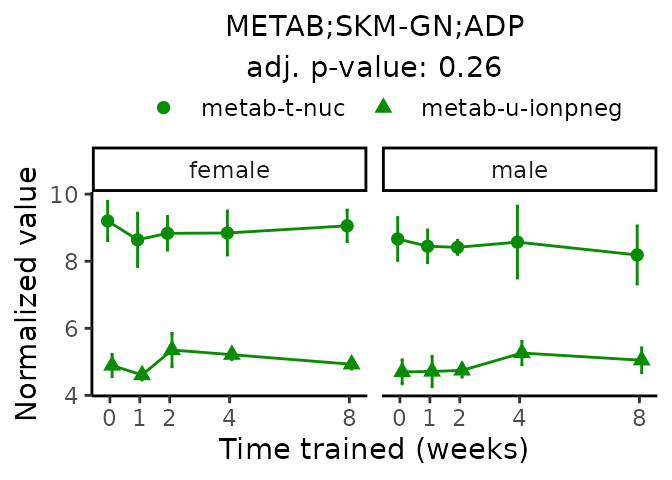 METAB;SKM-GN;ADP
adj. p-value: 0.26
metab-t-nuc metab-u-ionpneg
female male
Normalized value
10
8
6
4
0 1 2 4 8 0 1 2 4 8
Time trained (weeks)